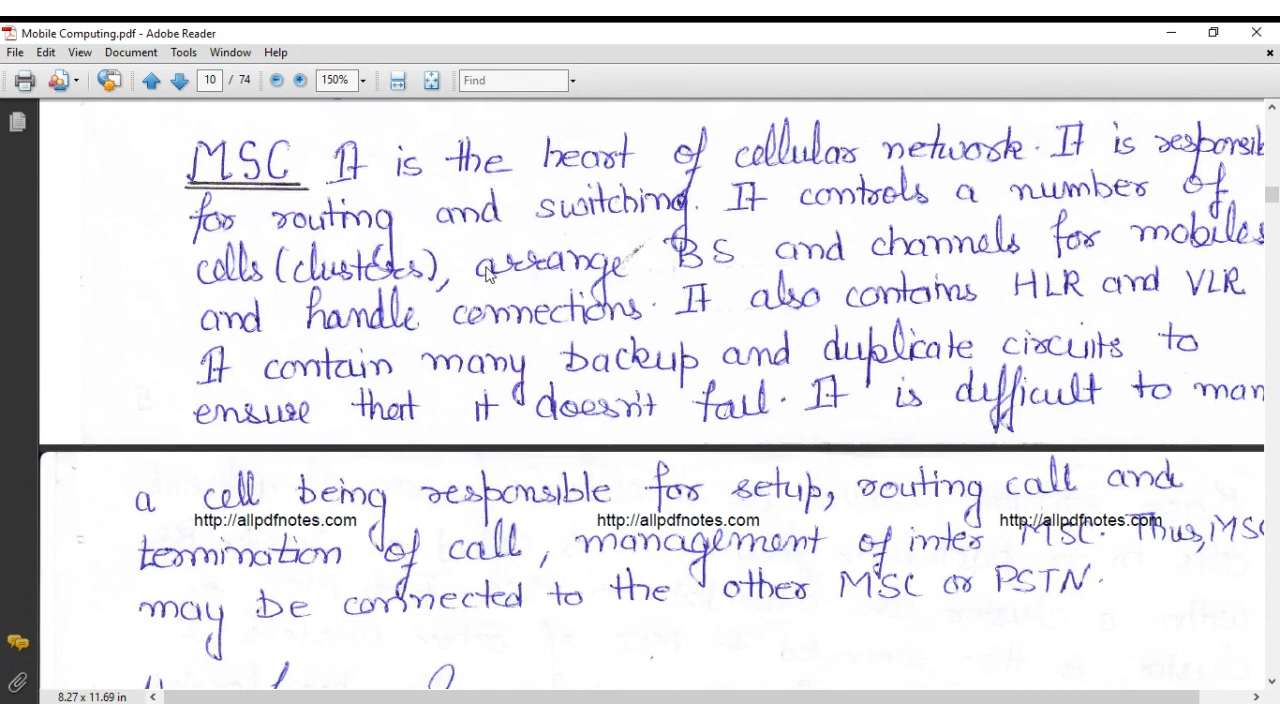 Mobile Computing.pdf - Adobe Reader
File Edit View Document Tools Window Help
10 / 74 150% Find
MSC It is the heart of cellular network. It is responsib
for routing and switching. It controls a number of
cells (clusters), arrange BS and channels for mobiles
and handle connections. It also contains HLR and VLR
It contain many backup and duplicate circuits to
ensure that it doesn't fail. It is difficult to man
a cell being responsible for setup, routing call and
http://allpdfnotes.com http://allpdfnotes.com http://allpdfnotes.com
termination of call, management of inter MSC. Thus, MSC
may be connected to the other MSC or PSTN.
8.27 x 11.69 in